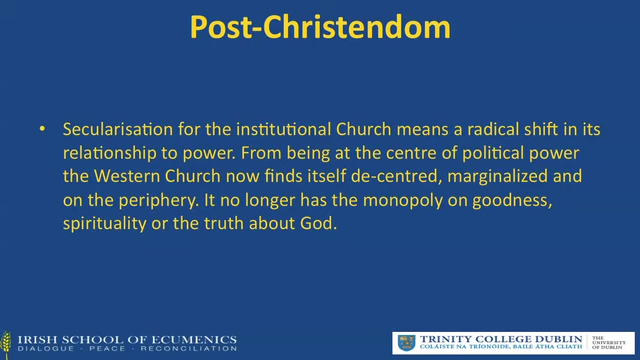 Post-Christendom
• Secularisation for the institutional Church means a radical shift in its
relationship to power. From being at the centre of political power
the Western Church now finds itself de-centred, marginalized and
on the periphery. It no longer has the monopoly on goodness,
spirituality or the truth about God.
IRISH SCHOOL OF ECUMENICS
DIALOGUE - PEACE - RECONCILIATION
TRINITY COLLEGE DUBLIN
COLÁISTE NA TRÍONÓIDE, BAILE ÁTHA CLIATH
THE
UNIVERSITY
OF DUBLIN